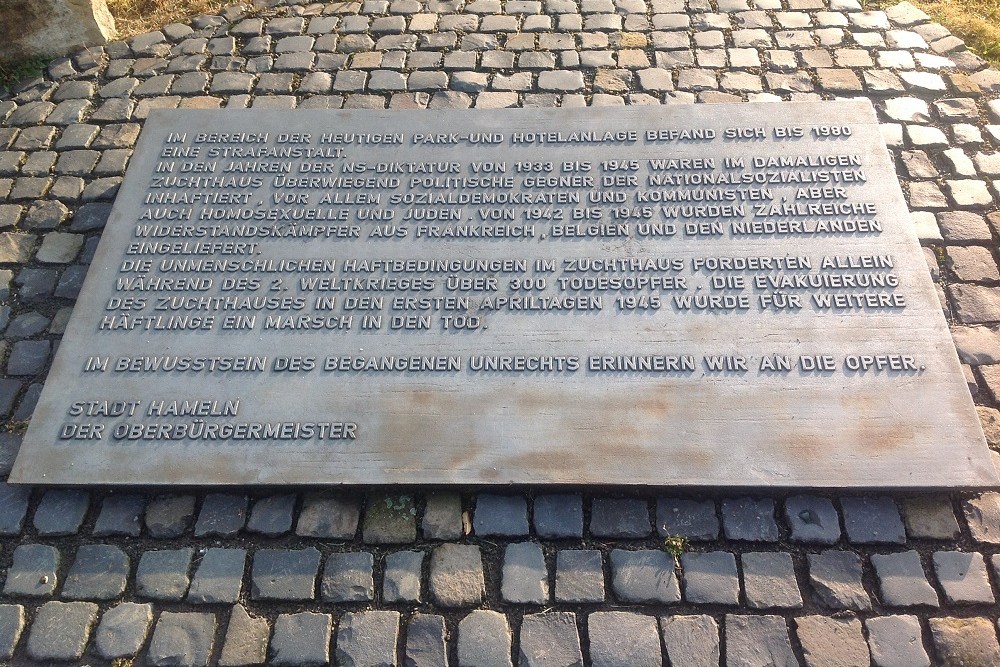 IM BEREICH DER HEUTIGEN PARK-UND HOTELANLAGE BEFAND SICH BIS 1980
EINE STRAFANSTALT.
IN DEN JAHREN DER NS-DIKTATUR VON 1933 BIS 1945 WAREN IM DAMALIGEN
ZUCHTHAUS ÜBERWIEGEND POLITISCHE GEGNER DER NATIONALSOZIALISTEN
INHAFTIERT, VOR ALLEM SOZIALDEMOKRATEN UND KOMMUNISTEN, ABER
AUCH HOMOSEXUELLE UND JUDEN. VON 1942 BIS 1945 WURDEN ZAHLREICHE
WIDERSTANDSKÄMPFER AUS FRANKREICH, BELGIEN UND DEN NIEDERLANDEN
EINGELIEFERT.
DIE UNMENSCHLICHEN HAFTBEDINGUNGEN IM ZUCHTHAUS FORDERTEN ALLEIN
WÄHREND DES 2. WELTKRIEGES ÜBER 300 TODESOPFER. DIE EVAKUIERUNG
DES ZUCHTHAUSES IN DEN ERSTEN APRILTAGEN 1945 WURDE FÜR WEITERE
HÄFTLINGE EIN MARSCH IN DEN TOD.
IM BEWUSSTSEIN DES BEGANGENEN UNRECHTS ERINNERN WIR AN DIE OPFER.
STADT HAMELN
DER OBERBÜRGERMEISTER